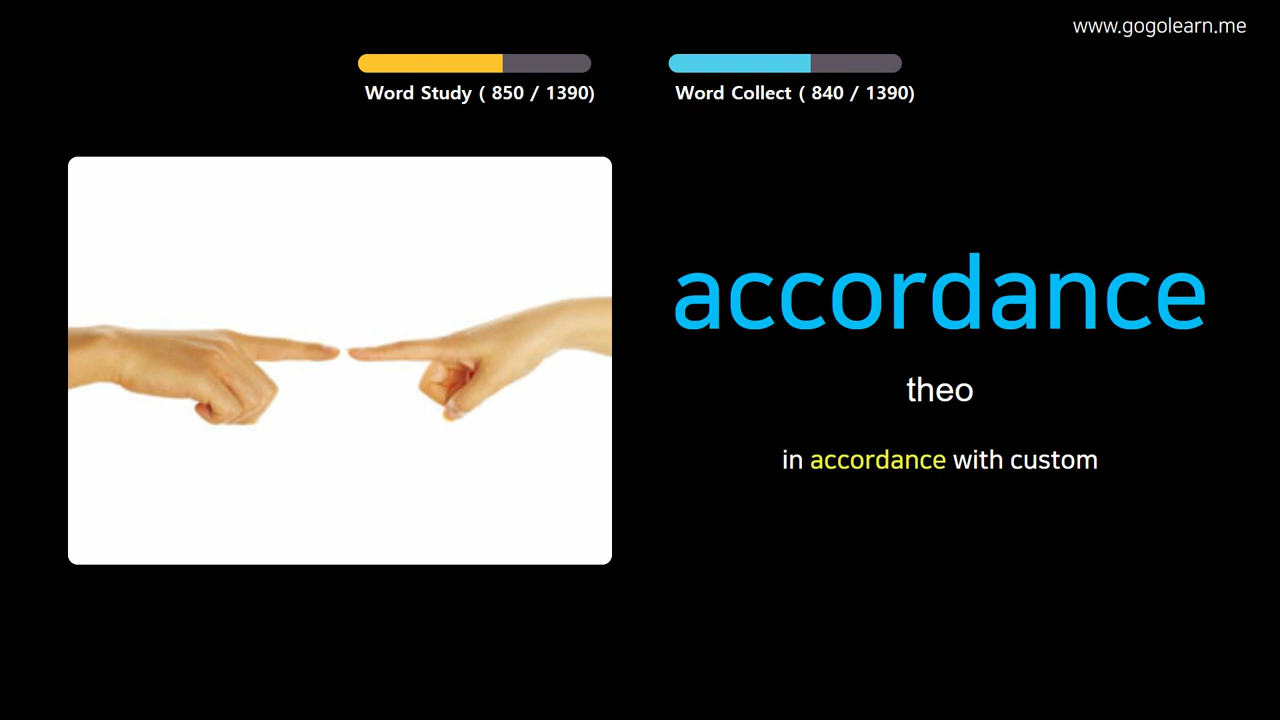 www.gogolearn.me
Word Study ( 850 / 1390)
Word Collect ( 840 / 1390)
accordance
theo
in accordance with custom